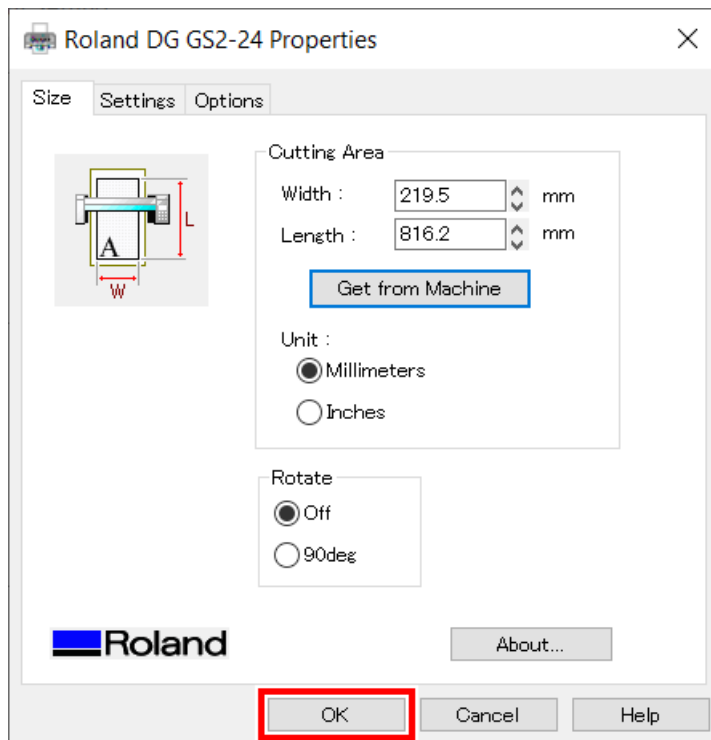 Roland DG GS2-24 Properties
Size Settings Options
Cutting Area
Width : 219.5 mm
Length : 816.2 mm
L
A
W
Get from Machine
Unit :
Millimeters
Inches
Rotate
Off
90deg
Roland
About...
OK Cancel Help